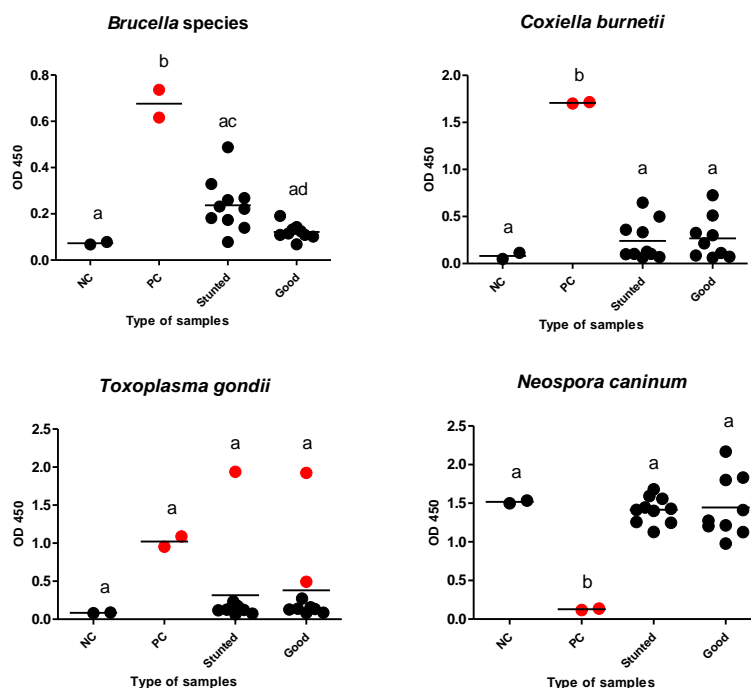 Brucella species
b
0.8
0.6
ac
OD 450
0.4
ad
a
0.2
0.0
NC
PC
Stunted
Good
Type of samples
Coxiella burnetii
b
2.0
1.5
OD 450
1.0
a
a
a
0.5
0.0
NC
PC
Stunted
Good
Type of samples
Toxoplasma gondii
2.5
a
a
2.0
a
1.5
OD 450
1.0
a
0.5
0.0
NC
PC
Stunted
Good
Type of samples
Neospora caninum
2.5
a
2.0
a
a
1.5
OD 450
1.0
0.5
b
0.0
NC
PC
Stunted
Good
Type of samples